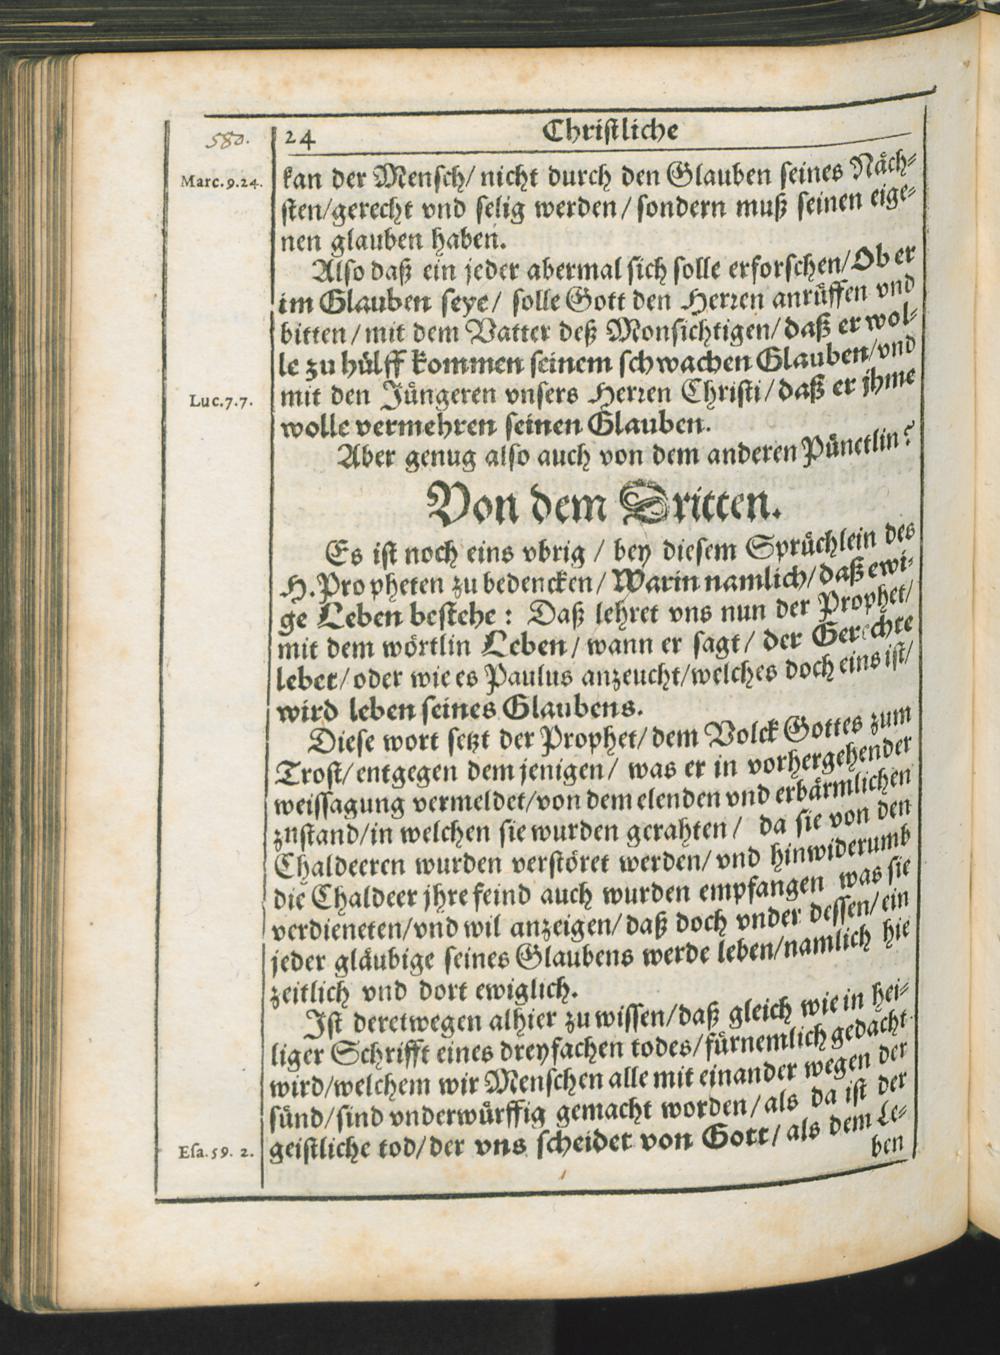 580.
24 Christliche
Marc.9.24.
kan der Mensch/ nicht durch den Glauben seines Näch-
sten/gerecht vnd selig werden/ sondern muß seinen eige-
nen glauben haben.
Also daß ein jeder abermal sich solle erforschen/Ob er
im Glauben seye/ solle Gott den Herren anrüffen vnd
bitten/ mit dem Vatter deß Monsichtigen/ daß er wol-
le zu hülff kommen seinem schwachen Glauben/vnd
Luc.7.7.
mit den Jüngeren vnsers Herren Christi/ daß er jhme
wolle vermehren seinen Glauben.
Aber genug also auch von dem anderen Pünctlin:
Von dem Dritten.
Es ist noch eins vbrig / bey diesem Sprüchlein des
H. Propheten zu bedencken/ Warin namlich/ daß ewi-
ge Leben bestehe: Daß lehret vns nun der Prophet/
mit dem wörtlin Leben/ wann er sagt/ der Gerechte
lebet/ oder wie es Paulus anzeucht/welches doch eins ist/
wird leben seines Glaubens.
Diese wort setzt der Prophet/ dem Volck Gottes zum
Trost/ entgegen dem jenigen/ was er in vorhergehender
weissagung vermeldet/von dem elenden vnd erbärmlichen
znstand/in welchen sie wurden gerahten/ da sie von den
Chaldeeren wurden verstöret werden/ vnd hinwiderumb
die Chaldeer jhre feind auch wurden empfangen was sie
verdieneten/vnd wil anzeigen/ daß doch vnder dessen/ ein
jeder gläubige seines Glaubens werde leben/namlich hie
zeitlich vnd dort ewiglich.
Ist deretwegen alhier zu wissen/daß gleich wie in hei-
liger Schrifft eines dreyfachen todes/ fürnemlich gedacht
wird/welchem wir Menschen alle mit einander wegen der
sünd/sind vnderwürffig gemacht worden/ als da ist der
Esa.59. 2.
geistliche tod/ der vns scheidet von Gott/ als dem Le-
ben